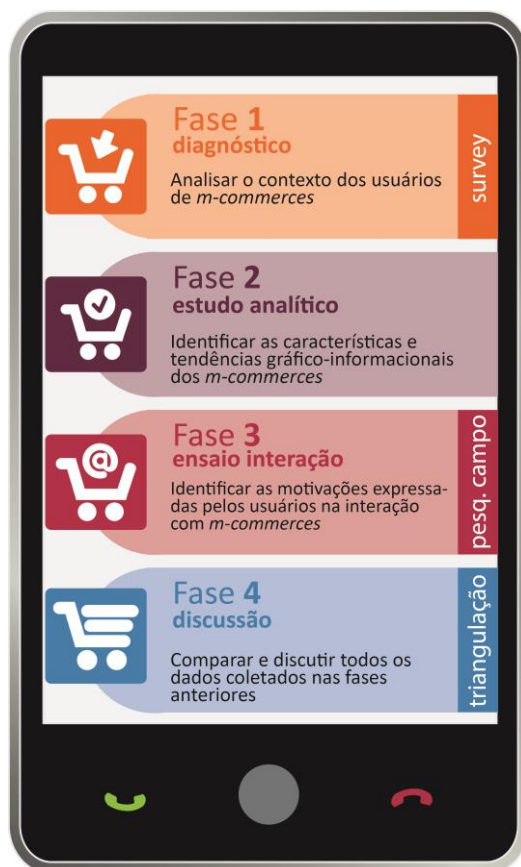 Fase 1
diagnóstico
Analisar o contexto dos usuários
de m-commerces
survey
Fase 2
estudo analítico
Identificar as características e
tendências gráfico-informacionais
dos m-commerces
Fase 3
ensaio interação
Identificar as motivações expressa-
das pelos usuários na interação
com m-commerces
pesq. campo
Fase 4
discussão
Comparar e discutir todos os
dados coletados nas fases
anteriores
triangulação
@